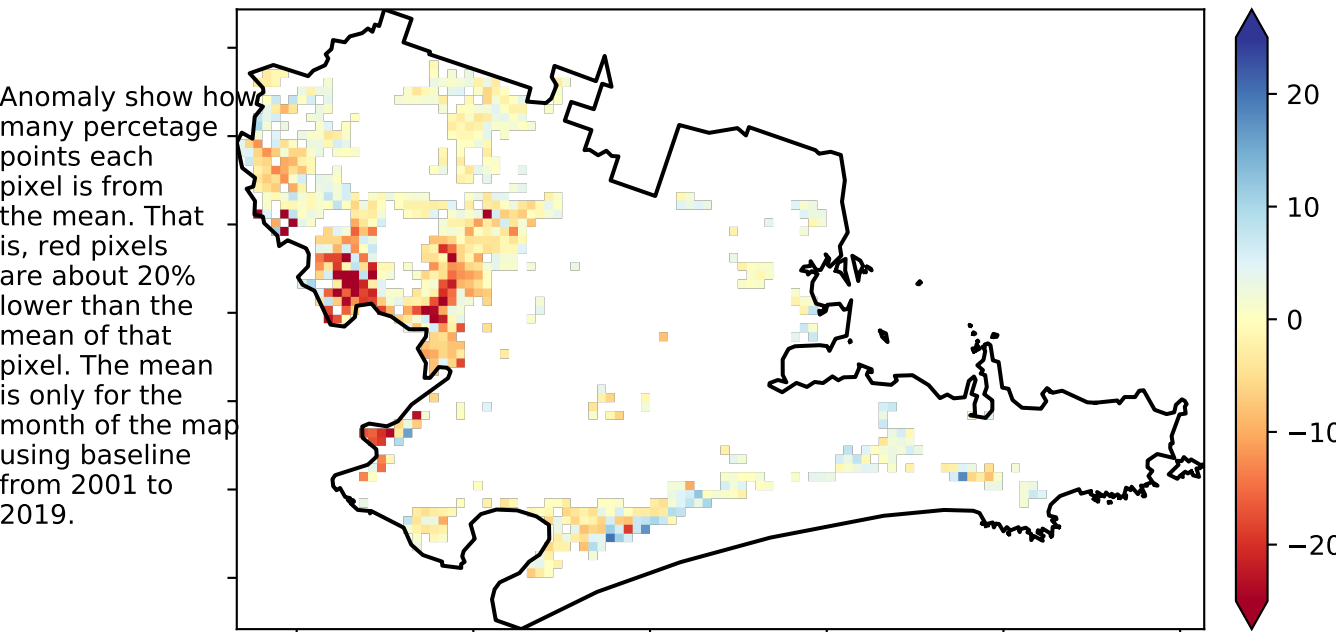 Anomaly show how
many percetage
points each
pixel is from
the mean. That
is, red pixels
are about 20%
lower than the
mean of that
pixel. The mean
is only for the
month of the map
using baseline
from 2001 to
2019.
20
10
0
−10
−20